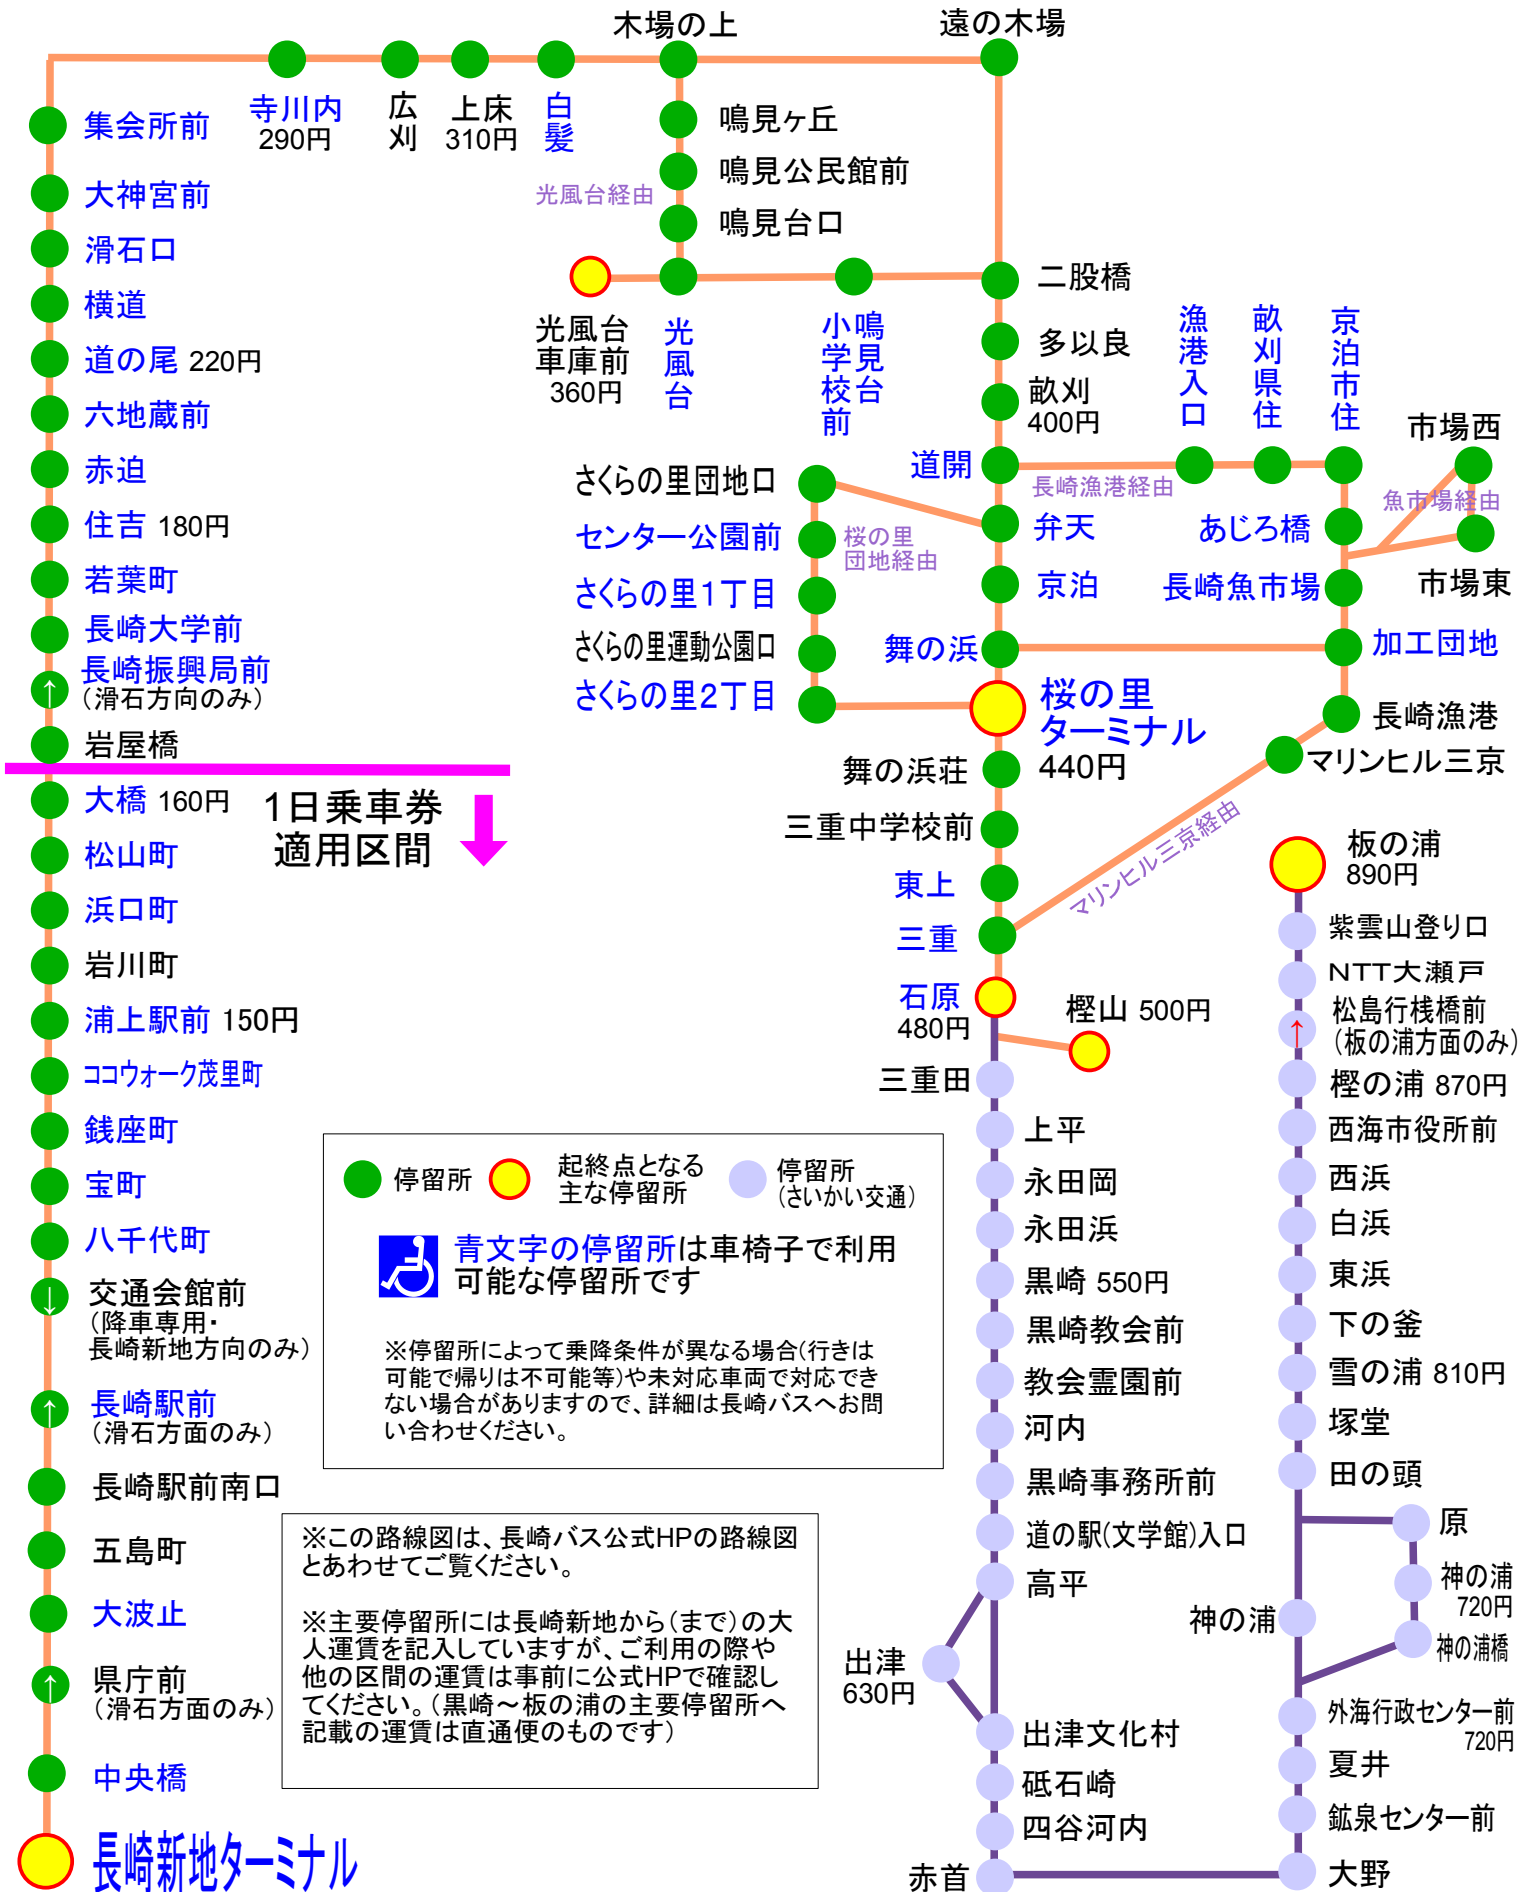 木場の上
遠の木場
寺川内
290円
広刈
上床
310円
白髪
集会所前
大神宮前
滑石口
横道
道の尾 220円
六地蔵前
赤迫
住吉 180円
若葉町
長崎大学前
長崎振興局前
↑
(滑石方向のみ)
岩屋橋
大橋 160円
1日乗車券
適用区間
松山町
浜口町
岩川町
浦上駅前 150円
ココウォーク茂里町
銭座町
宝町
八千代町
↓
交通会館前
(降車専用・
長崎新地方向のみ)
↑
長崎駅前
(滑石方面のみ)
長崎駅前南口
五島町
大波止
↑
県庁前
(滑石方面のみ)
中央橋
長崎新地ターミナル
鳴見ヶ丘
鳴見公民館前
鳴見台口
光風台経由
光風台
車庫前
360円
光風台
鳴見台
小学校前
二股橋
多以良
畝刈
400円
道開
長崎漁港経由
漁港入口
畝刈県住
京泊市住
市場西
魚市場経由
市場東
あじろ橋
長崎魚市場
加工団地
長崎漁港
マリンヒル三京
マリンヒル三京経由
さくらの里団地口
センター公園前
さくらの里1丁目
さくらの里運動公園口
さくらの里2丁目
桜の里
団地経由
弁天
京泊
舞の浜
桜の里
ターミナル
440円
舞の浜荘
三重中学校前
東上
三重
石原
480円
樫山 500円
三重田
上平
永田岡
永田浜
黒崎 550円
黒崎教会前
教会霊園前
河内
黒崎事務所前
道の駅(文学館)入口
高平
出津
630円
出津文化村
砥石崎
四谷河内
赤首
板の浦
890円
紫雲山登り口
NTT大瀬戸
↑
松島行桟橋前
(板の浦方面のみ)
樫の浦 870円
西海市役所前
西浜
白浜
東浜
下の釜
雪の浦 810円
塚堂
田の頭
原
神の浦
720円
神の浦橋
神の浦
外海行政センター前
720円
夏井
鉱泉センター前
大野
停留所
起終点となる
主な停留所
停留所
(さいかい交通)
青文字の停留所は車椅子で利用
可能な停留所です
※停留所によって乗降条件が異なる場合(行きは
可能で帰りは不可能等)や未対応車両で対応でき
ない場合がありますので、詳細は長崎バスへお問
い合わせください。
※この路線図は、長崎バス公式HPの路線図
とあわせてご覧ください。
※主要停留所には長崎新地から(まで)の大
人運賃を記入していますが、ご利用の際や
他の区間の運賃は事前に公式HPで確認し
てください。(黒崎～板の浦の主要停留所へ
記載の運賃は直通便のものです)